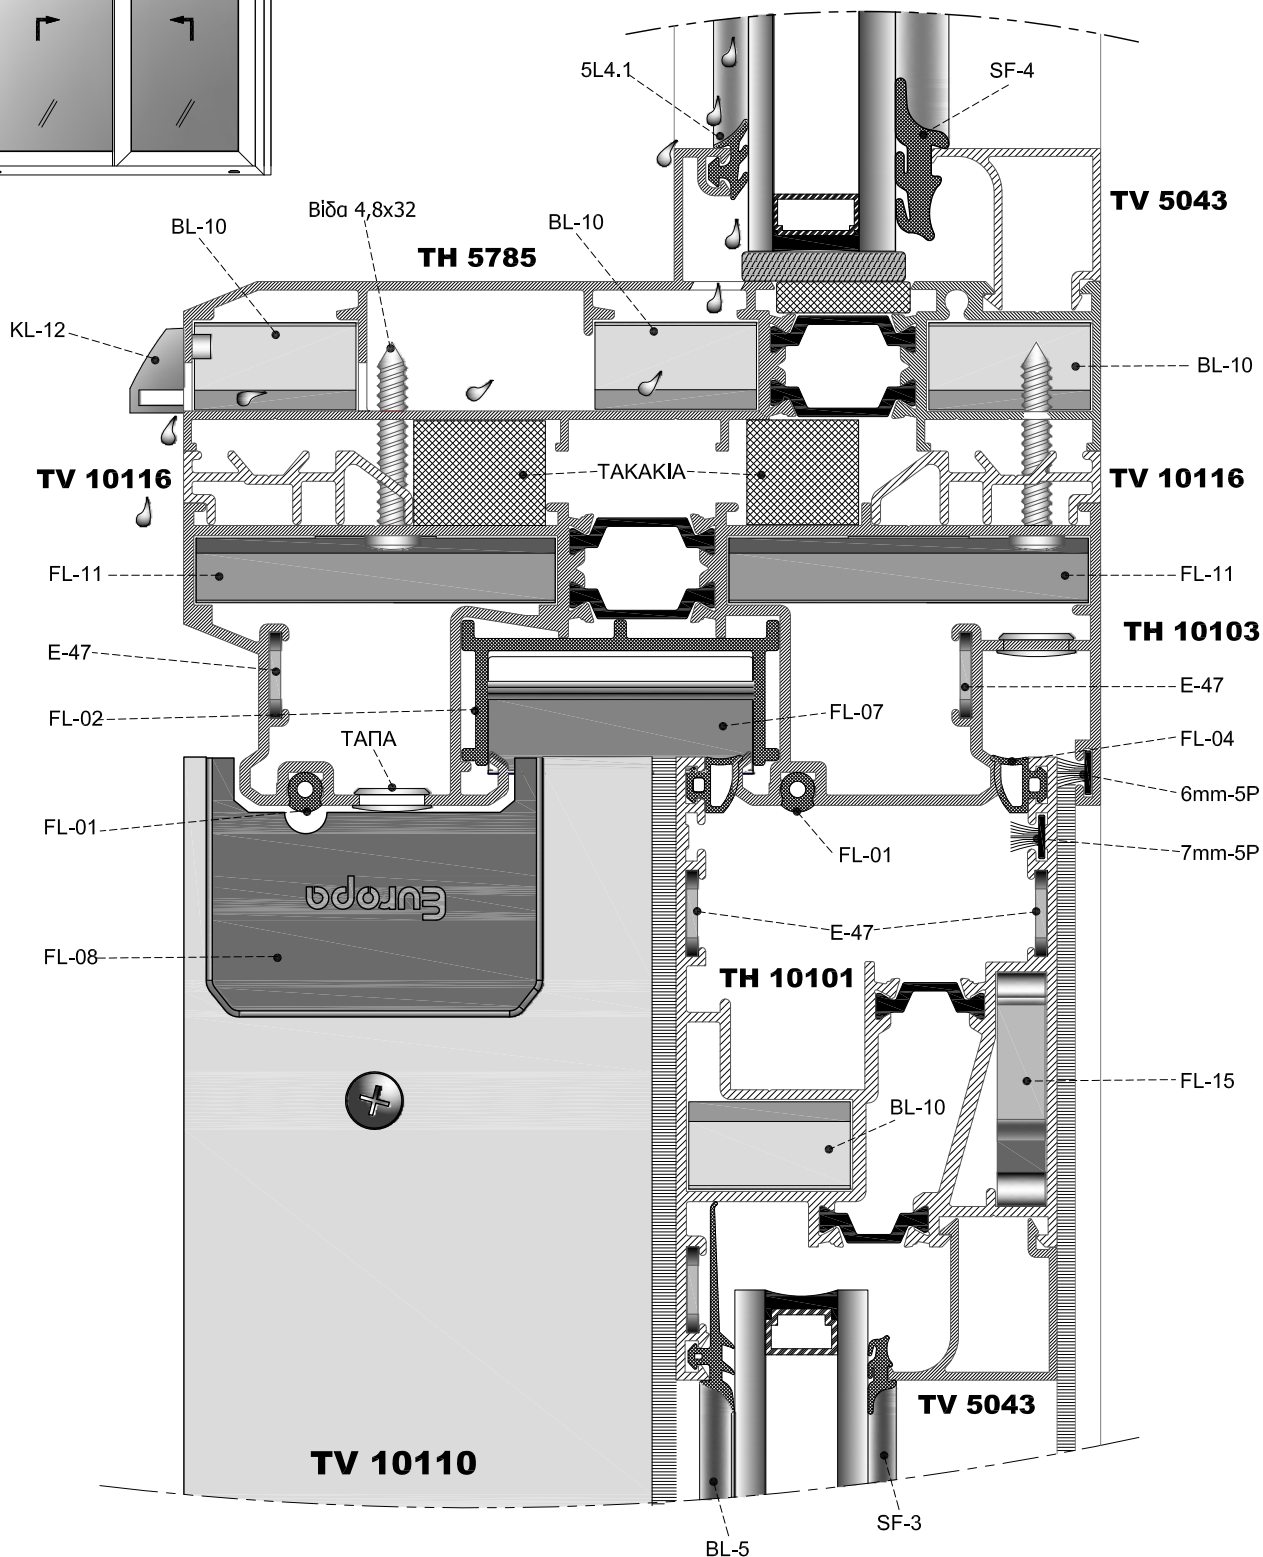 5L4.1
SF-4
TV 5043
Βίδα 4,8x32
BL-10
BL-10
TH 5785
KL-12
BL-10
TV 10116
ΤΑΚΑΚΙΑ
TV 10116
FL-11
FL-11
TH 10103
E-47
E-47
FL-02
FL-07
ΤΑΠΑ
FL-04
6mm-5P
FL-01
FL-01
7mm-5P
Europa
E-47
FL-08
TH 10101
FL-15
BL-10
TV 5043
TV 10110
SF-3
BL-5